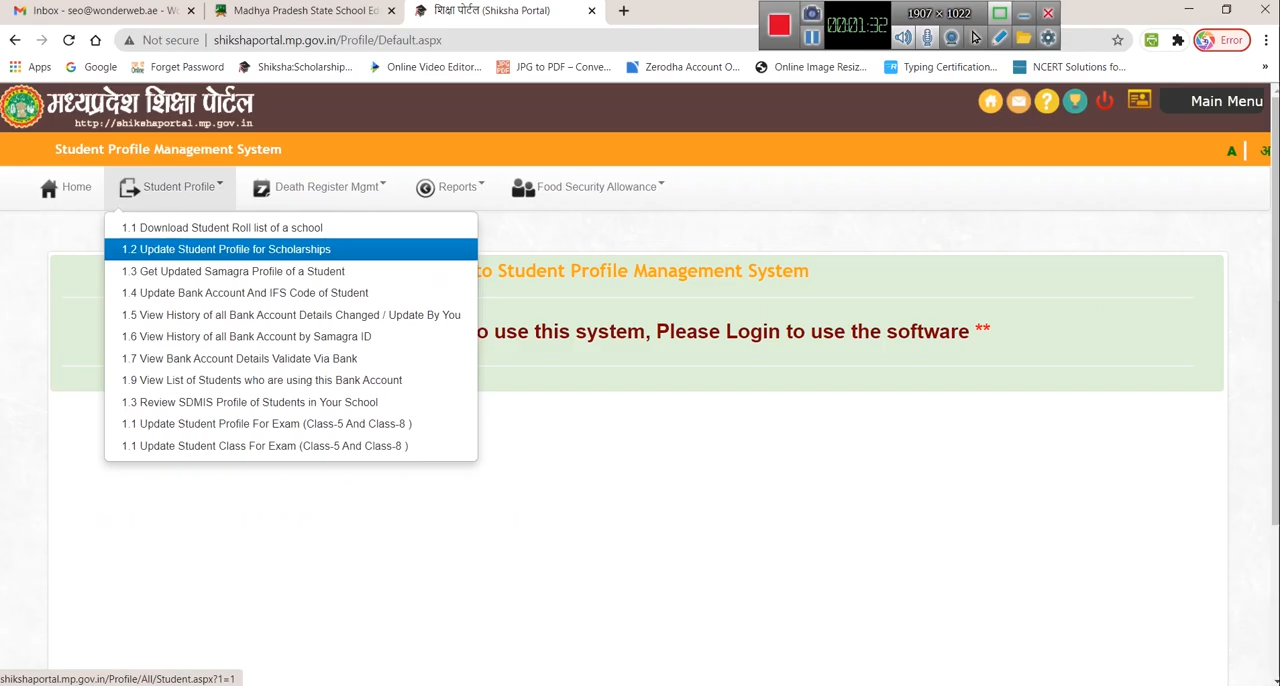 Inbox - seo@wonderweb.ae - Wo
Madhya Pradesh State School Ed
शिक्षा पोर्टल (Shiksha Portal)
1907 × 1022
00:01:32
Not secure
shikshaportal.mp.gov.in/Profile/Default.aspx
Error
Apps
Google
Forget Password
Shiksha:Scholarship...
Online Video Editor...
JPG to PDF – Conve...
Zerodha Account O...
Online Image Resiz...
Typing Certification...
NCERT Solutions fo...
»
मध्यप्रदेश शिक्षा पोर्टल
http://shikshaportal.mp.gov.in
Main Menu
Student Profile Management System
A
Home
Student Profile
Death Register Mgmt
Reports
Food Security Allowance
1.1 Download Student Roll list of a school
1.2 Update Student Profile for Scholarships
1.3 Get Updated Samagra Profile of a Student
1.4 Update Bank Account And IFS Code of Student
1.5 View History of all Bank Account Details Changed / Update By You
1.6 View History of all Bank Account by Samagra ID
1.7 View Bank Account Details Validate Via Bank
1.9 View List of Students who are using this Bank Account
1.3 Review SDMIS Profile of Students in Your School
1.1 Update Student Profile For Exam (Class-5 And Class-8 )
1.1 Update Student Class For Exam (Class-5 And Class-8 )
to Student Profile Management System
o use this system, Please Login to use the software **
shikshaportal.mp.gov.in/Profile/All/Student.aspx?1=1